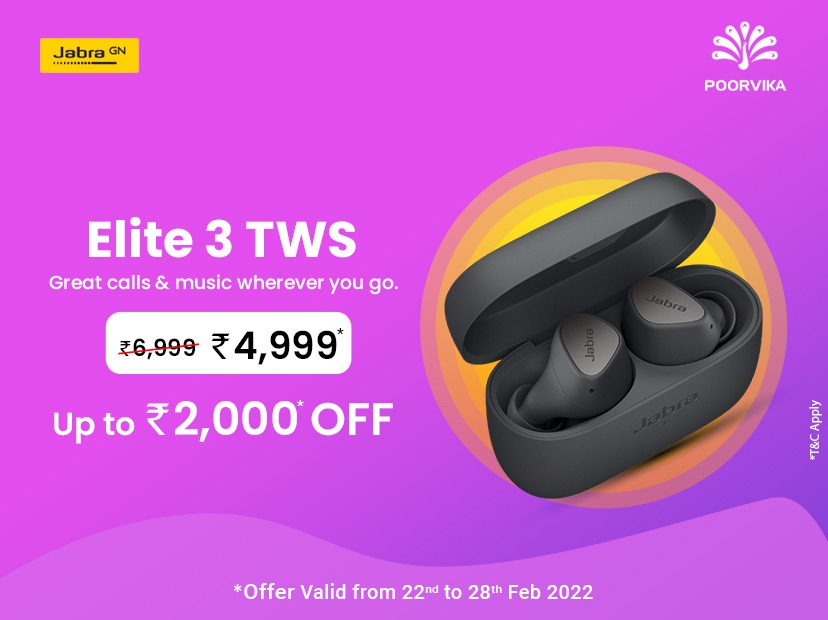 Jabra GN
POORVIKA
Elite 3 TWS
Great calls & music wherever you go.
₹6,999 ₹4,999*
Up to ₹2,000* OFF
Jabra
Jabra
Jabra
*T&C Apply
*Offer Valid from 22nd to 28th Feb 2022